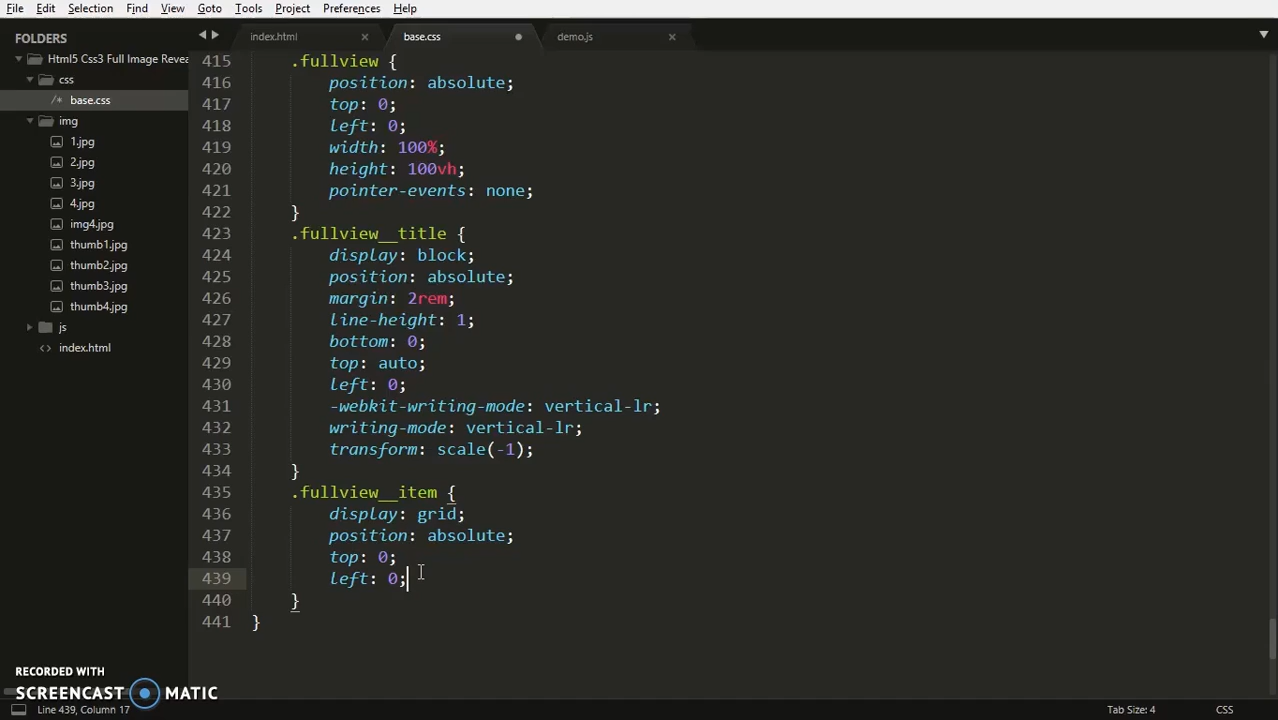 File Edit Selection Find View Goto Tools Project Preferences Help
FOLDERS
Html5 Css3 Full Image Revea
css
/* base.css
img
1.jpg
2.jpg
3.jpg
4.jpg
img4.jpg
thumb1.jpg
thumb2.jpg
thumb3.jpg
thumb4.jpg
js
<> index.html
index.html × base.css demo.js ×
415 .fullview {
416 position: absolute;
417 top: 0;
418 left: 0;
419 width: 100%;
420 height: 100vh;
421 pointer-events: none;
422 }
423 .fullview__title {
424 display: block;
425 position: absolute;
426 margin: 2rem;
427 line-height: 1;
428 bottom: 0;
429 top: auto;
430 left: 0;
431 -webkit-writing-mode: vertical-lr;
432 writing-mode: vertical-lr;
433 transform: scale(-1);
434 }
435 .fullview__item {
436 display: grid;
437 position: absolute;
438 top: 0;
439 left: 0;
440 }
441 }
RECORDED WITH
SCREENCAST MATIC
Line 439, Column 17 Tab Size: 4 CSS